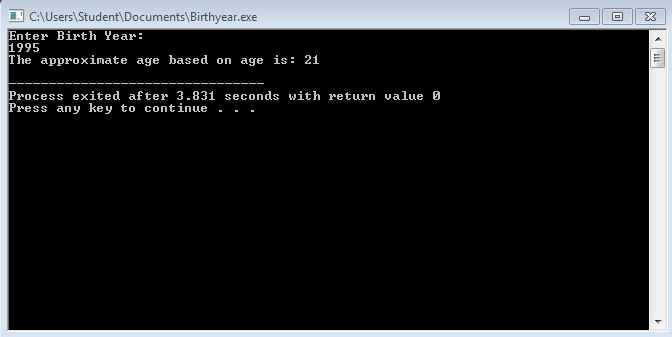 C:\Users\Student\Documents\Birthyear.exe
Enter Birth Year:
1995
The approximate age based on age is: 21
--------------------------------
Process exited after 3.831 seconds with return value 0
Press any key to continue . . .